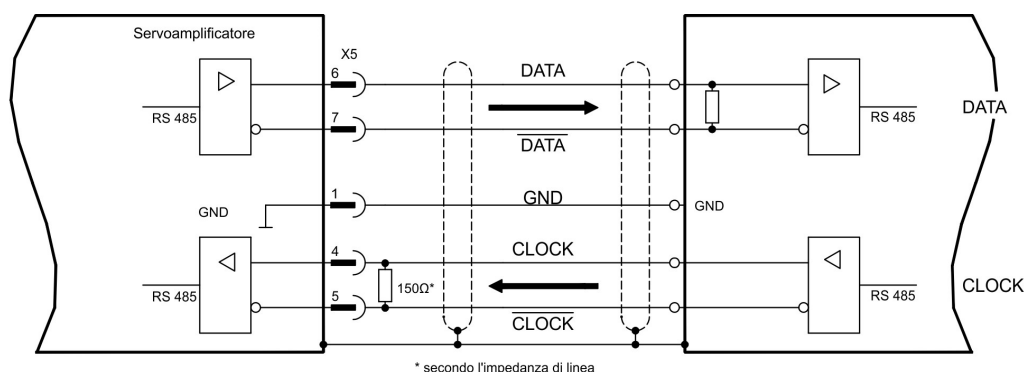 Servoamplificatore
X5
6
DATA
RS 485
7
DATA
RS 485
DATA
1
GND
GND
GND
4
CLOCK
RS 485
150Ω*
5
CLOCK
RS 485
CLOCK
* secondo l'impedanza di linea